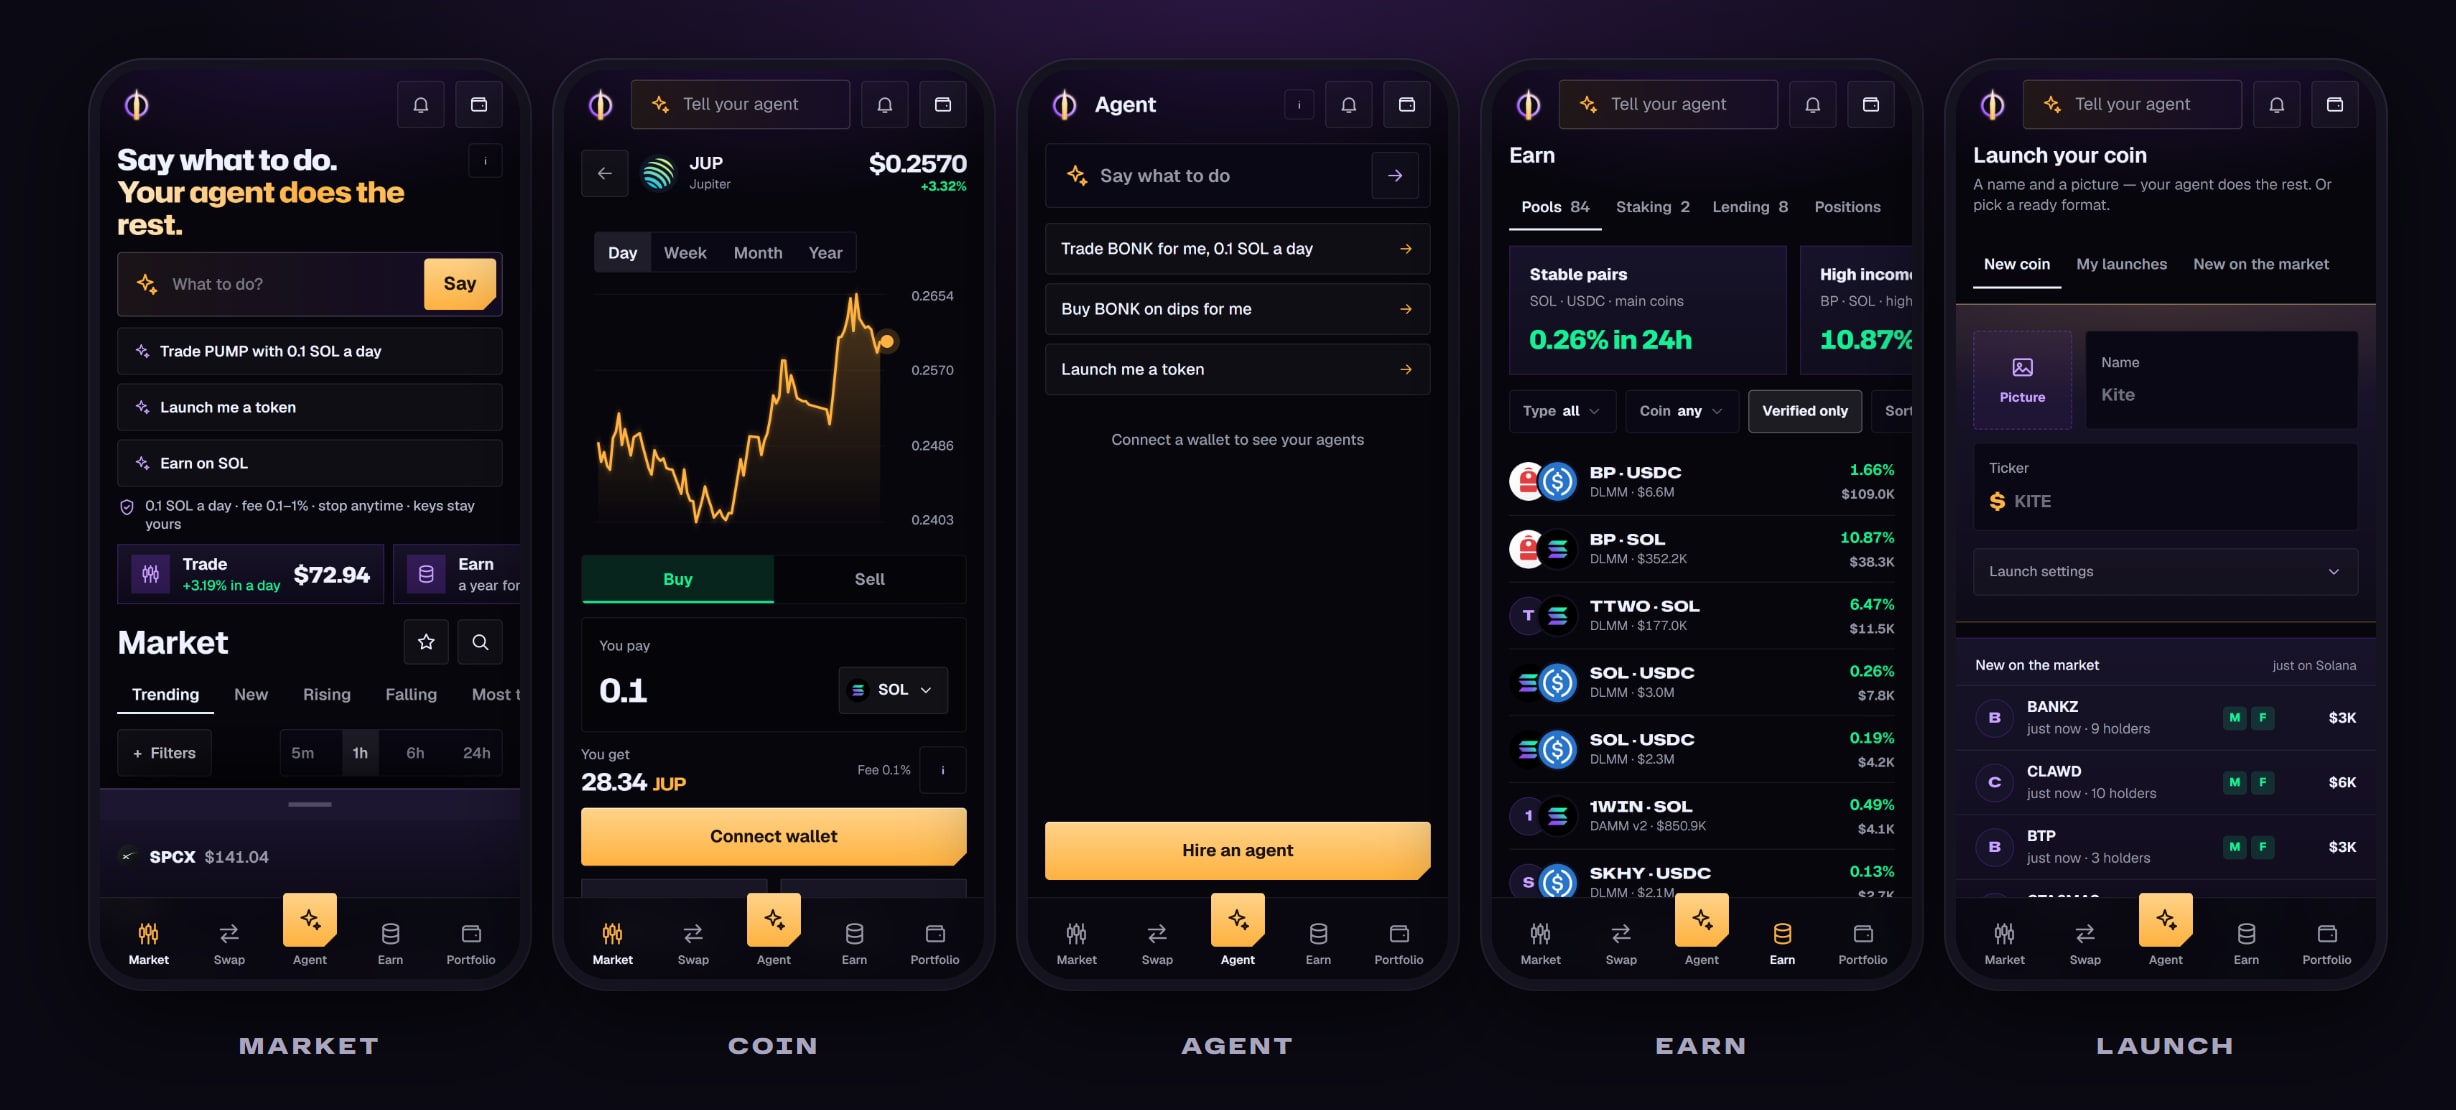 Say what to do.
Your agent does the
rest.
What to do?
Say
Trade PUMP with 0.1 SOL a day
Launch me a token
Earn on SOL
0.1 SOL a day · fee 0.1–1% · stop anytime · keys stay
yours
Trade
+3.19% in a day
$72.94
Earn
a year for
Market
Trending New Rising Falling Most t
+ Filters
5m 1h 6h 24h
SPCX $141.04
Market Swap Agent Earn Portfolio
MARKET
Tell your agent
JUP
Jupiter
$0.2570
+3.32%
Day Week Month Year
0.2654
0.2570
0.2486
0.2403
Buy Sell
You pay
0.1
SOL
You get
28.34 JUP
Fee 0.1%
i
Connect wallet
Market Swap Agent Earn Portfolio
COIN
Agent
i
Say what to do
Trade BONK for me, 0.1 SOL a day
Buy BONK on dips for me
Launch me a token
Connect a wallet to see your agents
Hire an agent
Market Swap Agent Earn Portfolio
AGENT
Tell your agent
Earn
Pools 84 Staking 2 Lending 8 Positions
Stable pairs
SOL · USDC · main coins
0.26% in 24h
High income
BP · SOL · high
10.87%
Type all Coin any Verified only Sort
BP · USDC 1.66%
DLMM · $6.6M $109.0K
BP · SOL 10.87%
DLMM · $352.2K $38.3K
T
TTWO · SOL 6.47%
DLMM · $177.0K $11.5K
SOL · USDC 0.26%
DLMM · $3.0M $7.8K
SOL · USDC 0.19%
DLMM · $2.3M $4.2K
1
1WIN · SOL 0.49%
DAMM v2 · $850.9K $4.1K
S
SKHY · USDC 0.13%
DLMM · $2.1M $2.7K
Market Swap Agent Earn Portfolio
EARN
Tell your agent
Launch your coin
A name and a picture — your agent does the rest. Or
pick a ready format.
New coin My launches New on the market
Picture
Name
Kite
Ticker
$ KITE
Launch settings
New on the market just on Solana
B
BANKZ
just now · 9 holders
M F $3K
C
CLAWD
just now · 10 holders
M F $6K
B
BTP
just now · 3 holders
M F $3K
Market Swap Agent Earn Portfolio
LAUNCH